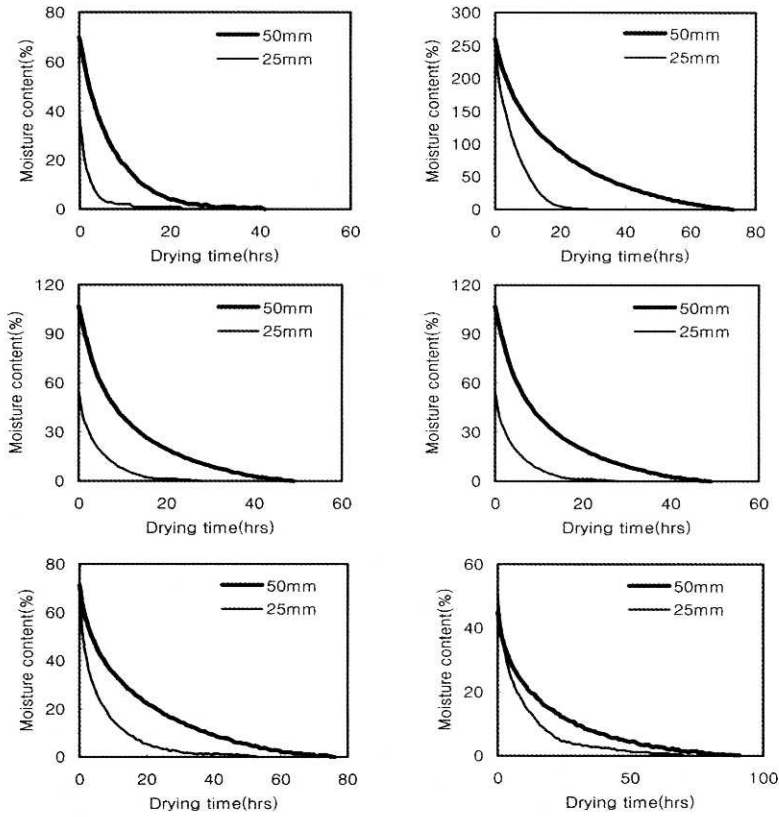 80
60
40
20
0
Moisture content(%)
50mm
25mm
0 20 40 60
Drying time(hrs)
300
250
200
150
100
50
0
Moisture content(%)
50mm
25mm
0 20 40 60 80
Drying time(hrs)
120
90
60
30
0
Moisture content(%)
50mm
25mm
0 20 40 60
Drying time(hrs)
120
90
60
30
0
Moisture content(%)
50mm
25mm
0 20 40 60
Drying time(hrs)
80
60
40
20
0
Moisture content(%)
50mm
25mm
0 20 40 60 80
Drying time(hrs)
60
40
20
0
Moisture content(%)
50mm
25mm
0 50 100
Drying time(hrs)